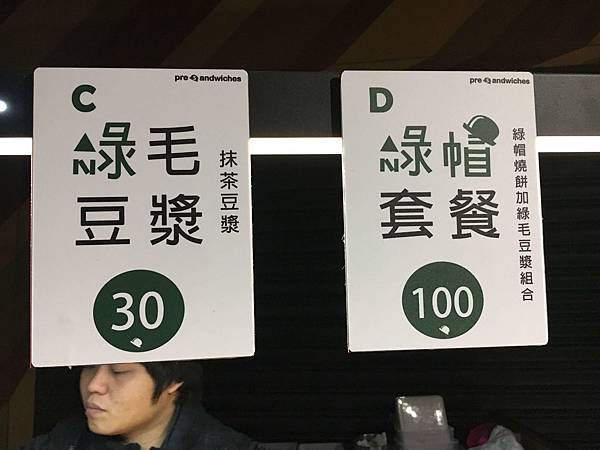 pre sandwiches
C
綠毛
豆漿
抹茶豆漿
30
pre sandwiches
D
綠帽
套餐
綠帽燒餅加綠毛豆漿組合
100